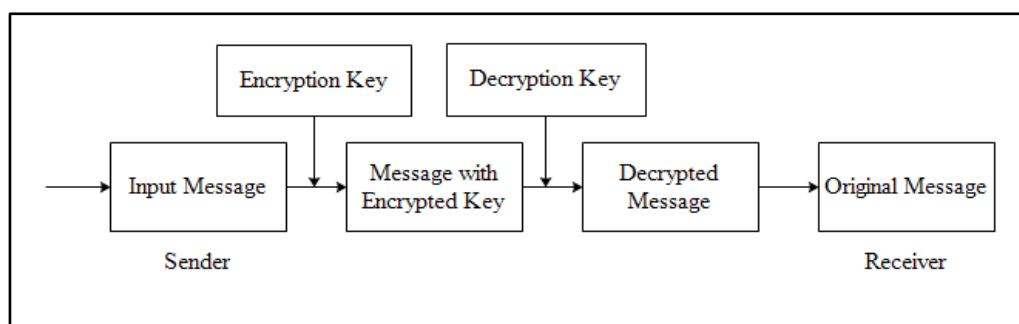 Encryption Key
Decryption Key
Input Message
Message with
Encrypted Key
Decrypted
Message
Original Message
Sender
Receiver